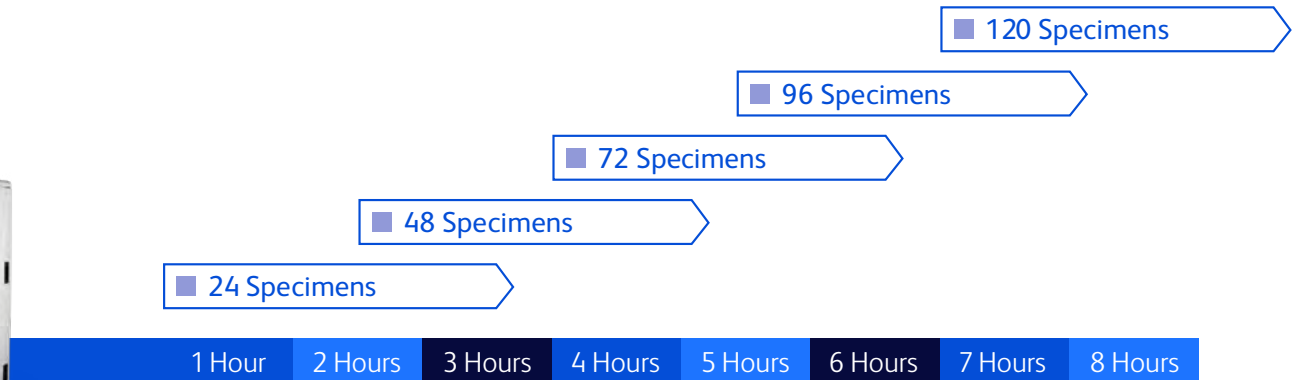 120 Specimens
96 Specimens
72 Specimens
48 Specimens
24 Specimens
1 Hour 2 Hours 3 Hours 4 Hours 5 Hours 6 Hours 7 Hours 8 Hours